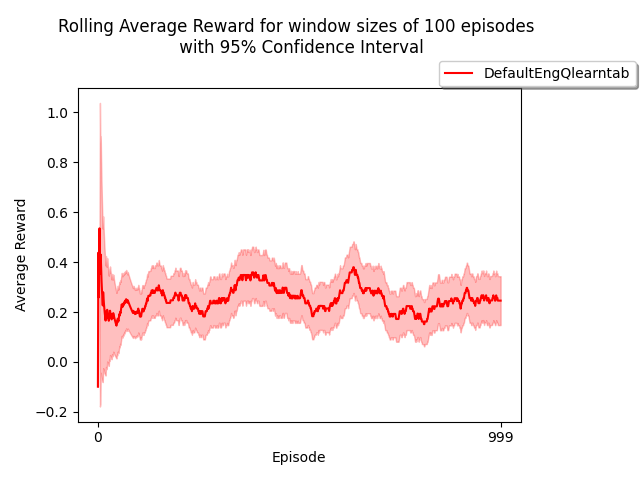 Rolling Average Reward for window sizes of 100 episodes
with 95% Confidence Interval
DefaultEngQlearntab
1.0
0.8
0.6
0.4
0.2
0.0
−0.2
Average Reward
0
999
Episode